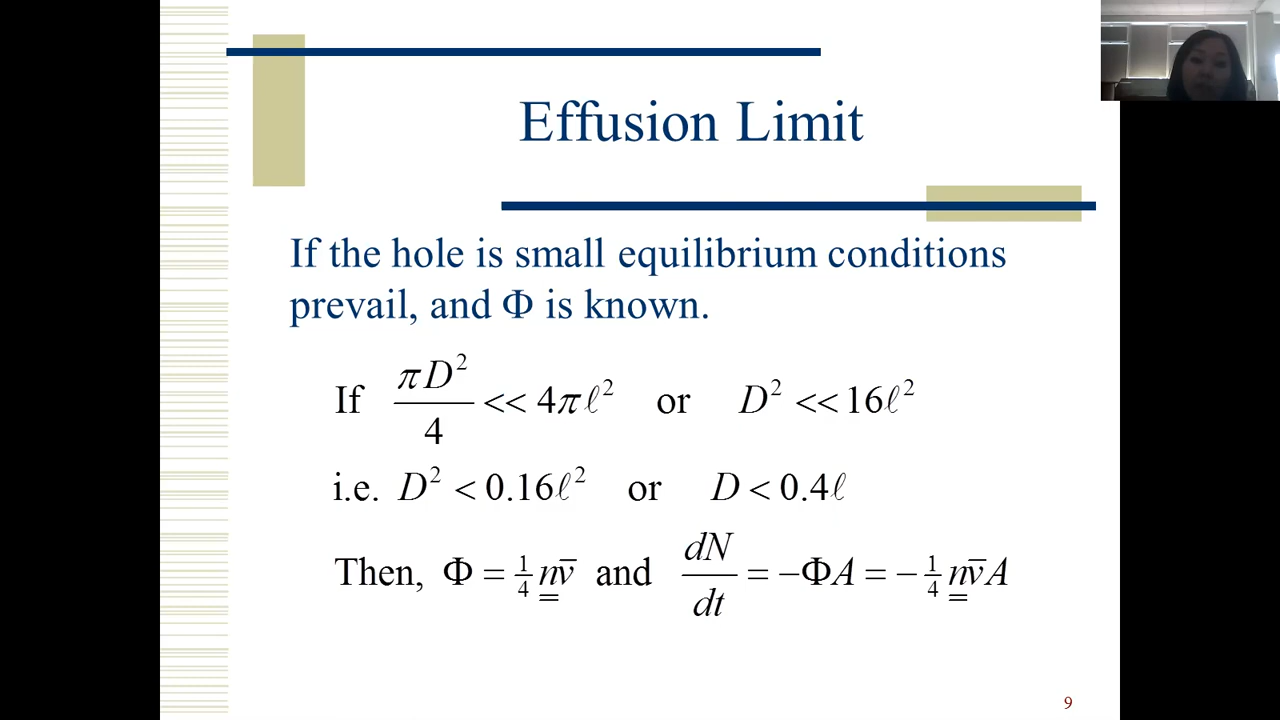 Effusion Limit
If the hole is small equilibrium conditions
prevail, and Φ is known.
If πD²/4 << 4πℓ² or D² << 16ℓ²
i.e. D² < 0.16ℓ² or D < 0.4ℓ
Then, Φ = ¼ n̳v̅ and dN/dt = −ΦA = −¼ n̳v̅A
9